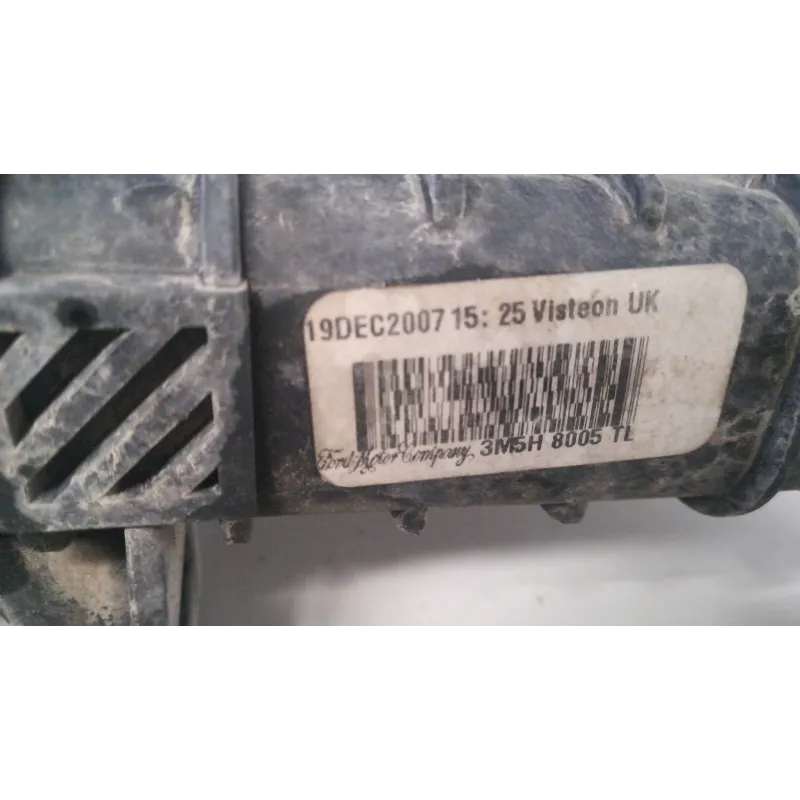 19DEC2007 15: 25 Visteon UK
Ford Motor Company 3M5H 8005 TL